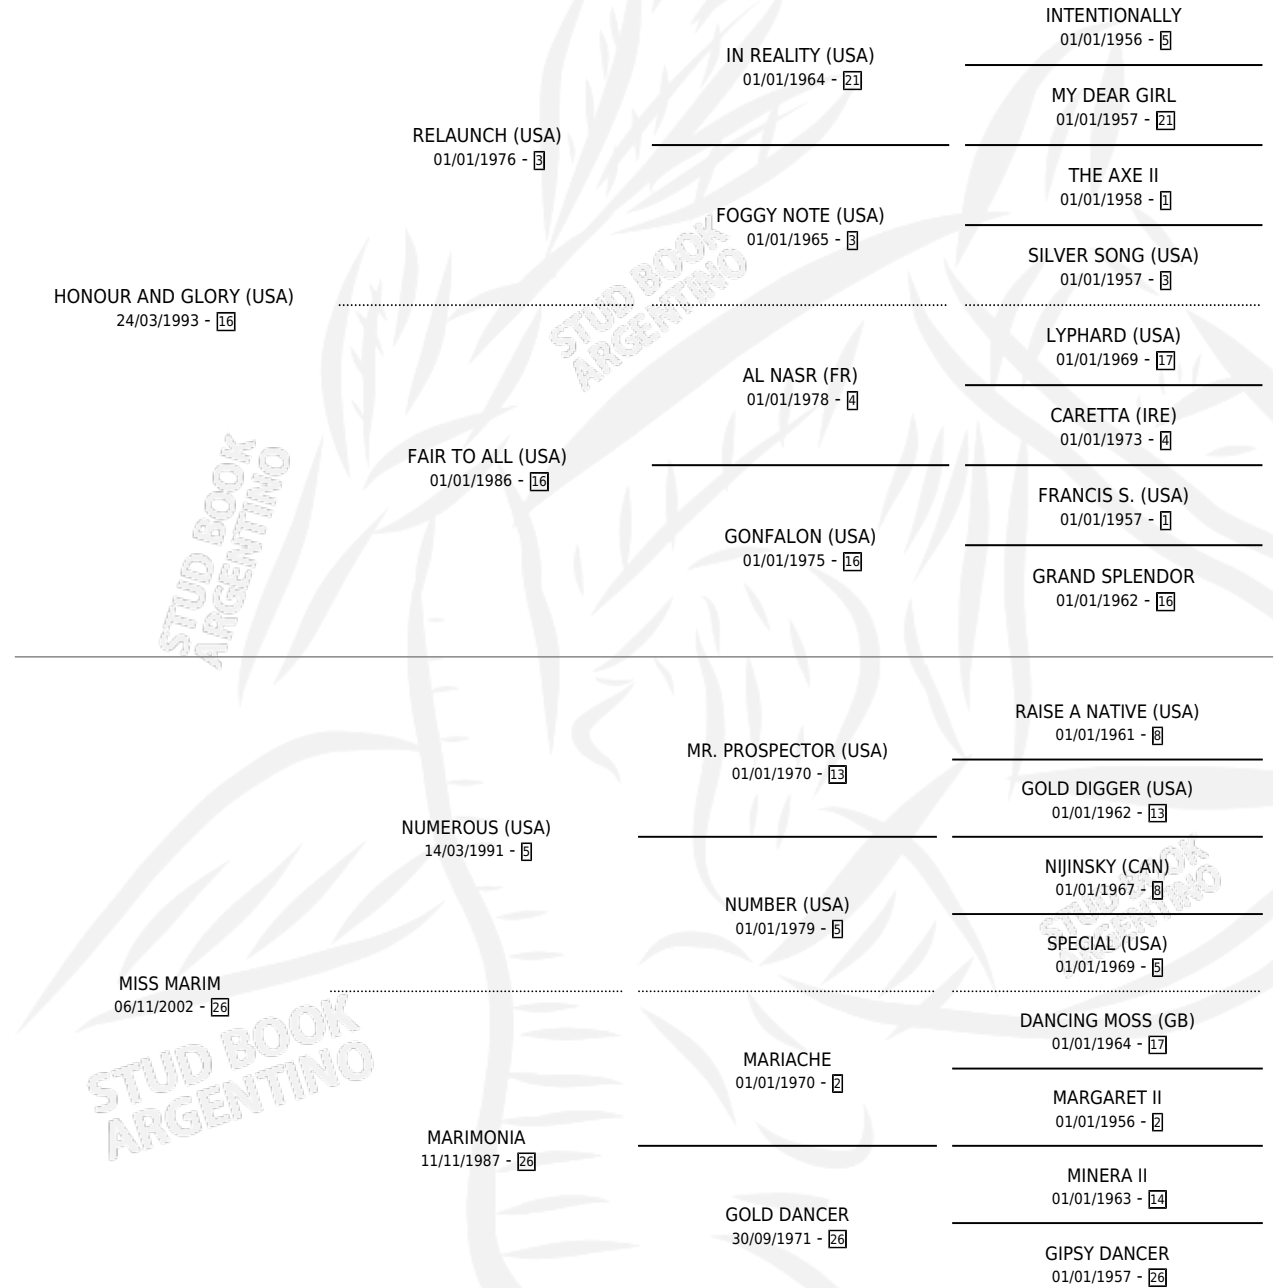 INTENTIONALLY
01/01/1956 - 5
IN REALITY (USA)
01/01/1964 - 21
MY DEAR GIRL
01/01/1957 - 21
RELAUNCH (USA)
01/01/1976 - 3
THE AXE II
01/01/1958 - 1
FOGGY NOTE (USA)
01/01/1965 - 3
SILVER SONG (USA)
01/01/1957 - 3
HONOUR AND GLORY (USA)
24/03/1993 - 16
LYPHARD (USA)
01/01/1969 - 17
AL NASR (FR)
01/01/1978 - 4
CARETTA (IRE)
01/01/1973 - 4
FAIR TO ALL (USA)
01/01/1986 - 16
FRANCIS S. (USA)
01/01/1957 - 1
GONFALON (USA)
01/01/1975 - 16
GRAND SPLENDOR
01/01/1962 - 16
RAISE A NATIVE (USA)
01/01/1961 - 8
MR. PROSPECTOR (USA)
01/01/1970 - 13
GOLD DIGGER (USA)
01/01/1962 - 13
NUMEROUS (USA)
14/03/1991 - 5
NIJINSKY (CAN)
01/01/1967 - 8
NUMBER (USA)
01/01/1979 - 5
SPECIAL (USA)
01/01/1969 - 5
MISS MARIM
06/11/2002 - 26
DANCING MOSS (GB)
01/01/1964 - 17
MARIACHE
01/01/1970 - 2
MARGARET II
01/01/1956 - 2
MARIMONIA
11/11/1987 - 26
MINERA II
01/01/1963 - 14
GOLD DANCER
30/09/1971 - 26
GIPSY DANCER
01/01/1957 - 26
STUD BOOK
ARGENTINO
STUD BOOK
ARGENTINO
STUD BOOK
ARGENTINO
STUD BOOK
ARGENTINO